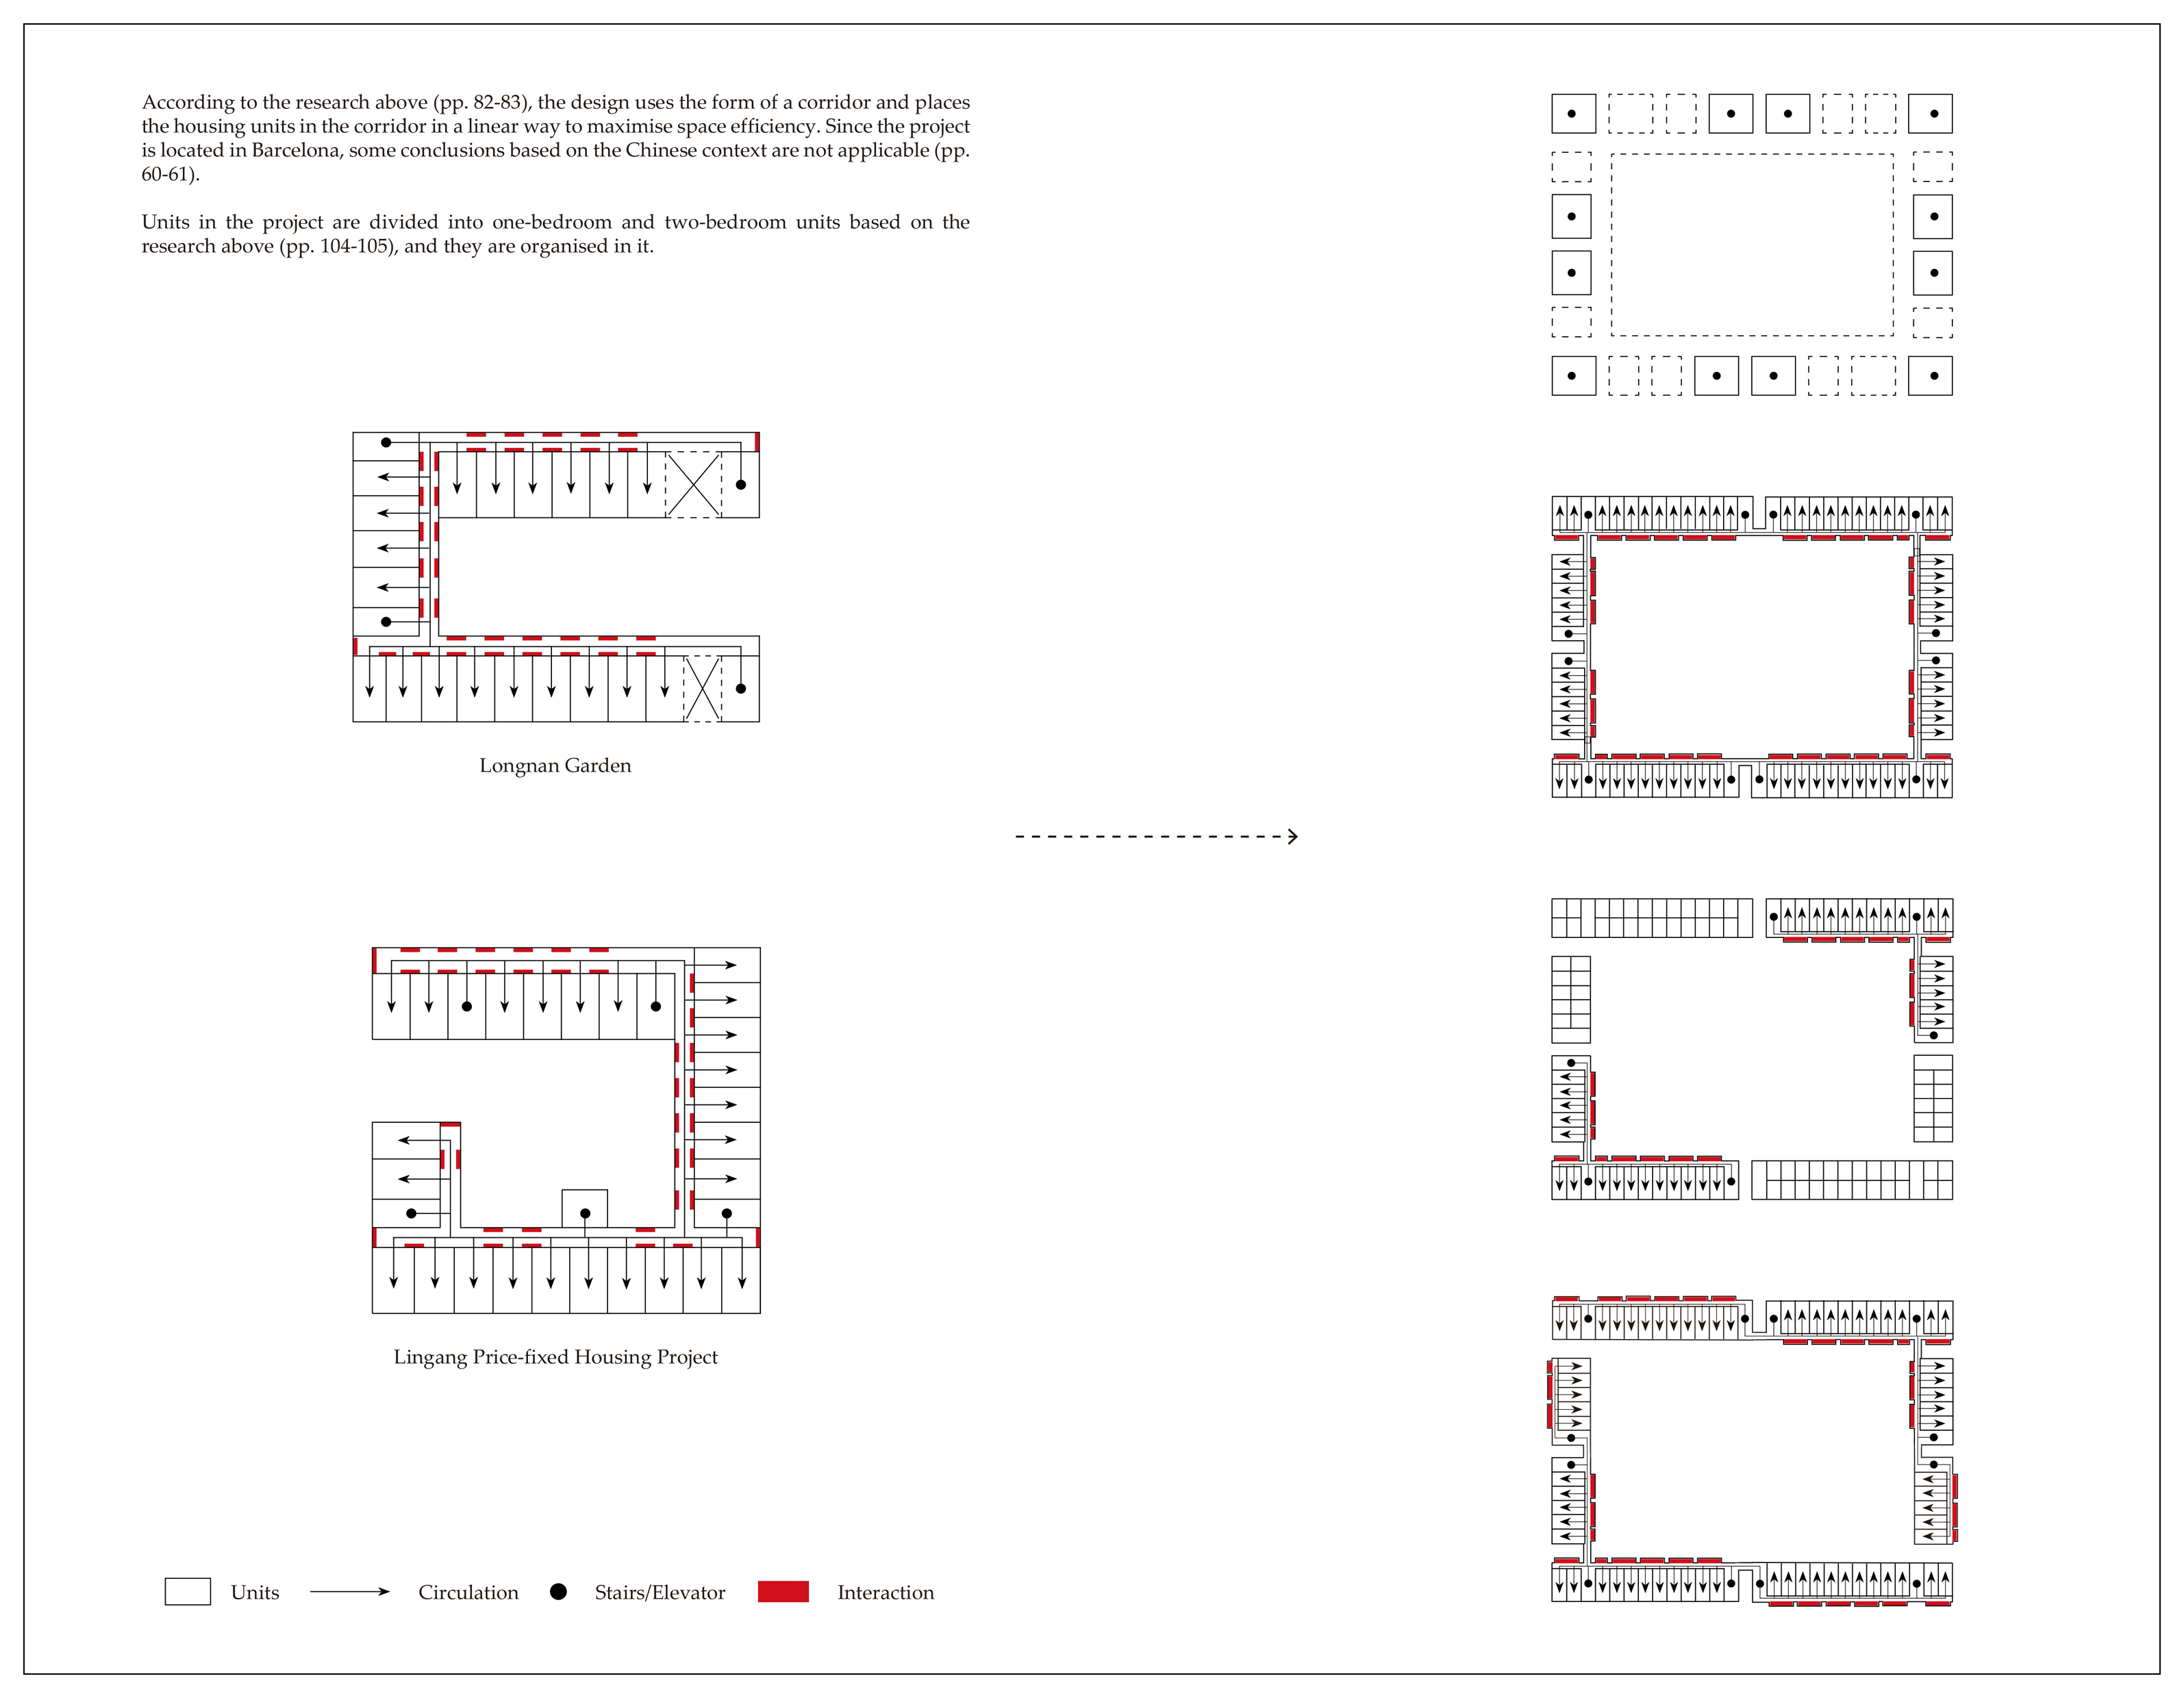 According to the research above (pp. 82-83), the design uses the form of a corridor and places
the housing units in the corridor in a linear way to maximise space efficiency. Since the project
is located in Barcelona, some conclusions based on the Chinese context are not applicable (pp.
60-61).
Units in the project are divided into one-bedroom and two-bedroom units based on the
research above (pp. 104-105), and they are organised in it.
Longnan Garden
Lingang Price-fixed Housing Project
Units
Circulation
Stairs/Elevator
Interaction